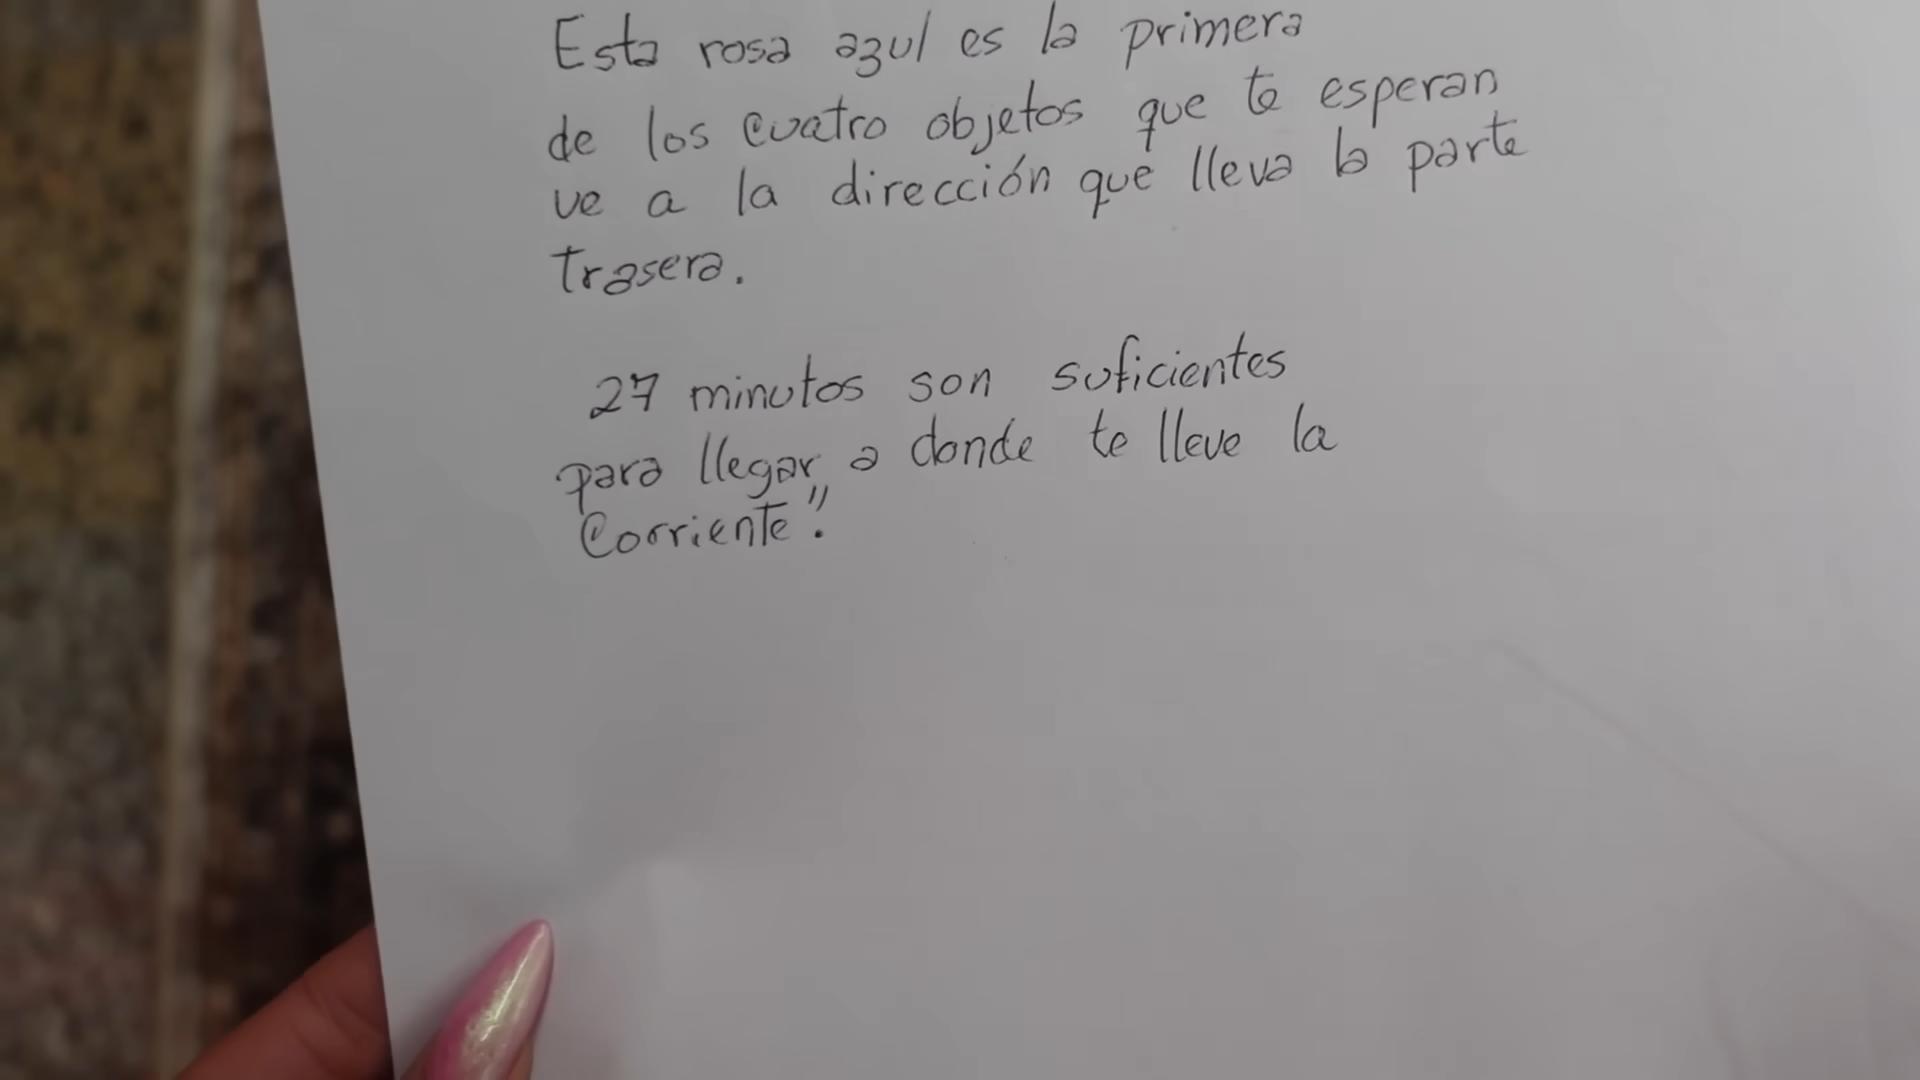 Esta rosa azul es la primera
de los cuatro objetos que te esperan
ve a la dirección que lleva la parte
trasera.
27 minutos son suficientes
para llegar a donde te lleve la
corriente".